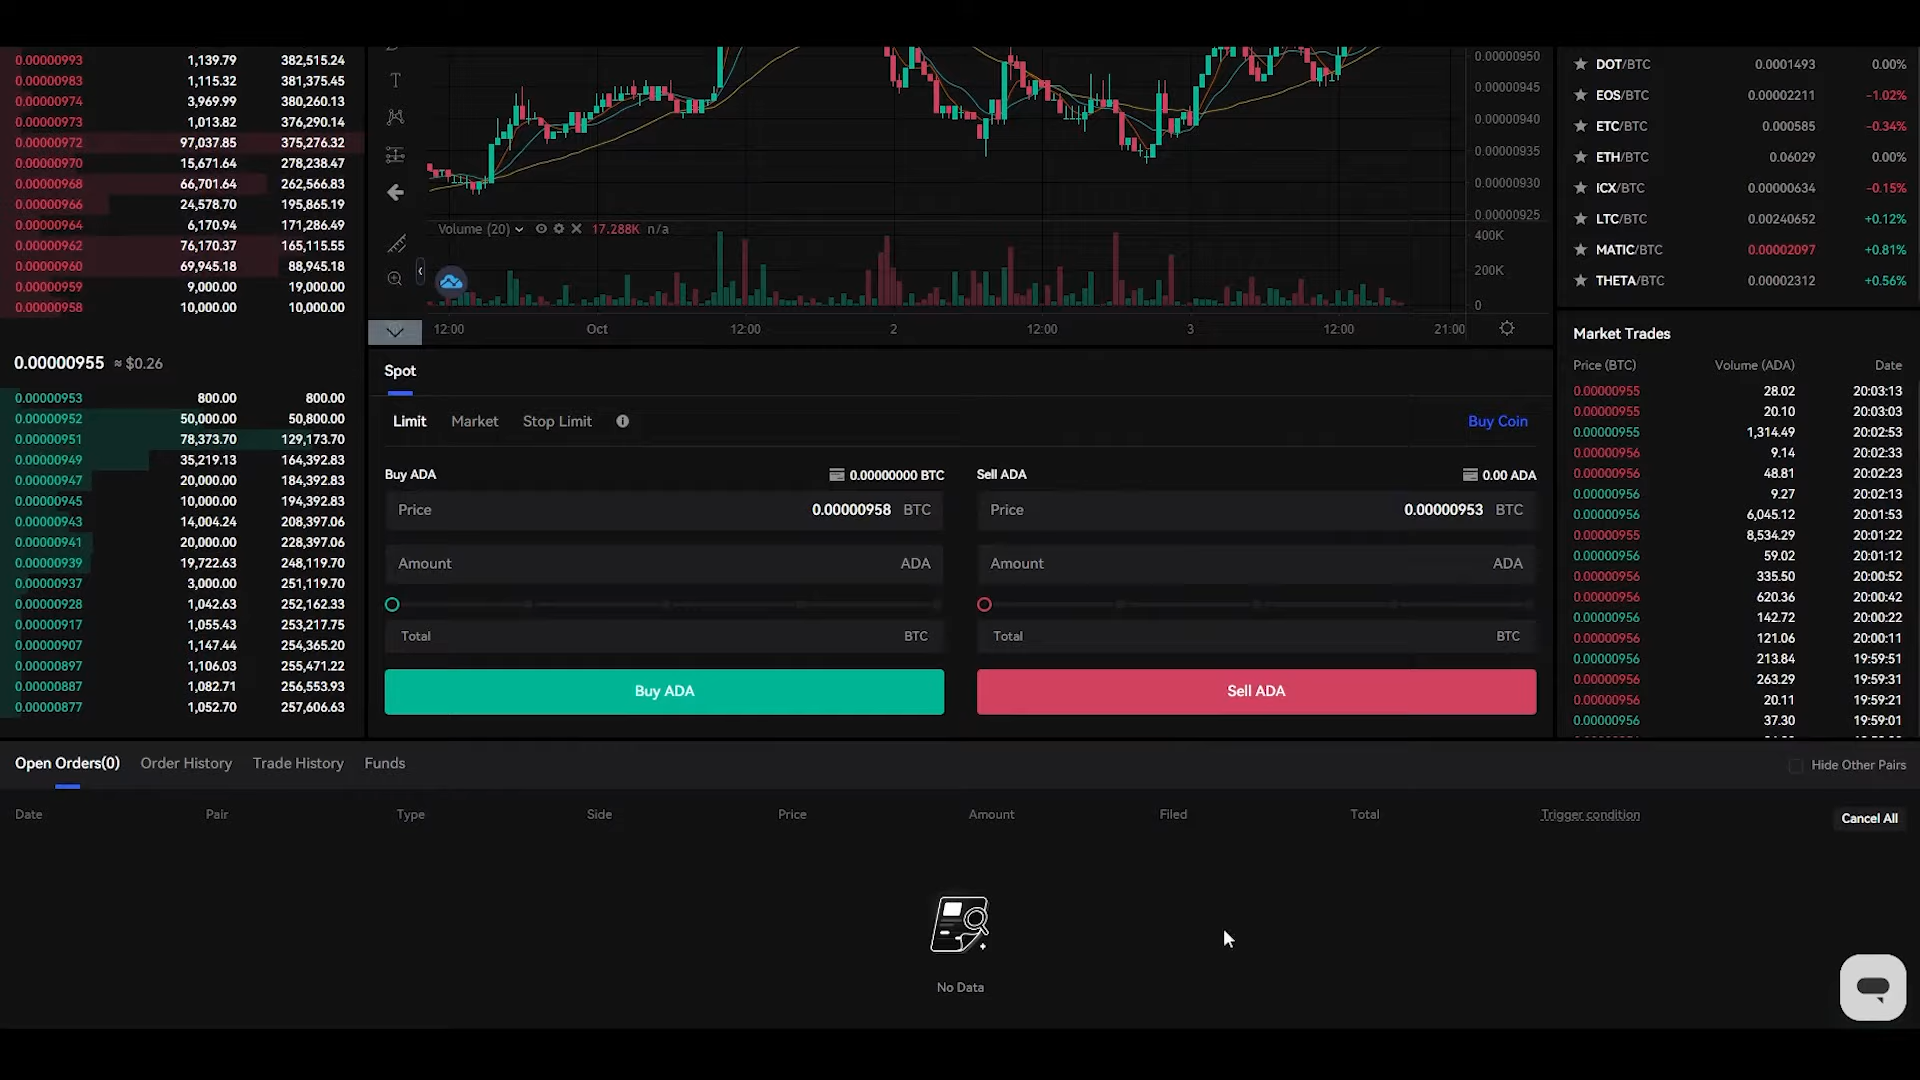 0.00000993 1,139.79 382,515.24
0.00000983 1,115.32 381,375.45
0.00000974 3,969.99 380,260.13
0.00000973 1,013.82 376,290.14
0.00000972 97,037.85 375,276.32
0.00000970 15,671.64 278,238.47
0.00000968 66,701.64 262,566.83
0.00000966 24,578.70 195,865.19
0.00000964 6,170.94 171,286.49
0.00000962 76,170.37 165,115.55
0.00000960 69,945.18 88,945.18
0.00000959 9,000.00 19,000.00
0.00000958 10,000.00 10,000.00
0.00000955 ≈ $0.26
0.00000953 800.00 800.00
0.00000952 50,000.00 50,800.00
0.00000951 78,373.70 129,173.70
0.00000949 35,219.13 164,392.83
0.00000947 20,000.00 184,392.83
0.00000945 10,000.00 194,392.83
0.00000943 14,004.24 208,397.06
0.00000941 20,000.00 228,397.06
0.00000939 19,722.63 248,119.70
0.00000937 3,000.00 251,119.70
0.00000928 1,042.63 252,162.33
0.00000917 1,055.43 253,217.75
0.00000907 1,147.44 254,365.20
0.00000897 1,106.03 255,471.22
0.00000887 1,082.71 256,553.93
0.00000877 1,052.70 257,606.63
0.00000950
0.00000945
0.00000940
0.00000935
0.00000930
0.00000925
Volume (20) 17.288K n/a
400K
200K
0
12:00 Oct 12:00 2 12:00 3 12:00 21:00
Spot
Limit Market Stop Limit Buy Coin
Buy ADA 0.00000000 BTC
Price 0.00000958 BTC
Amount ADA
Total BTC
Buy ADA
Sell ADA 0.00 ADA
Price 0.00000953 BTC
Amount ADA
Total BTC
Sell ADA
DOT/BTC 0.0001493 0.00%
EOS/BTC 0.00002211 -1.02%
ETC/BTC 0.000585 -0.34%
ETH/BTC 0.06029 0.00%
ICX/BTC 0.00000634 -0.15%
LTC/BTC 0.00240652 +0.12%
MATIC/BTC 0.00002097 +0.81%
THETA/BTC 0.00002312 +0.56%
Market Trades
Price (BTC) Volume (ADA) Date
0.00000955 28.02 20:03:13
0.00000955 20.10 20:03:03
0.00000955 1,314.49 20:02:53
0.00000956 9.14 20:02:33
0.00000956 48.81 20:02:23
0.00000956 9.27 20:02:13
0.00000956 6,045.12 20:01:53
0.00000955 8,534.29 20:01:22
0.00000956 59.02 20:01:12
0.00000956 335.50 20:00:52
0.00000956 620.36 20:00:42
0.00000956 142.72 20:00:22
0.00000956 121.06 20:00:11
0.00000956 213.84 19:59:51
0.00000956 263.29 19:59:31
0.00000956 20.11 19:59:21
0.00000956 37.30 19:59:01
Open Orders(0) Order History Trade History Funds Hide Other Pairs
Date Pair Type Side Price Amount Filed Total Trigger condition Cancel All
No Data